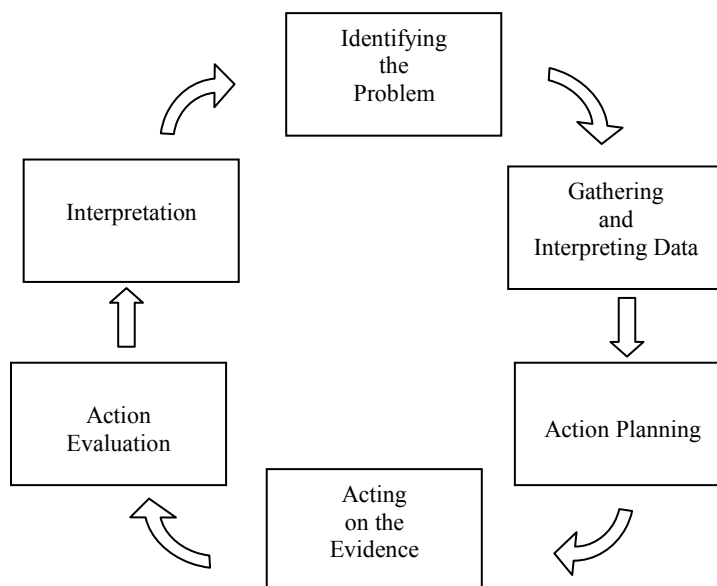 Identifying
the
Problem
Gathering
and
Interpreting Data
Action Planning
Acting
on the
Evidence
Action
Evaluation
Interpretation